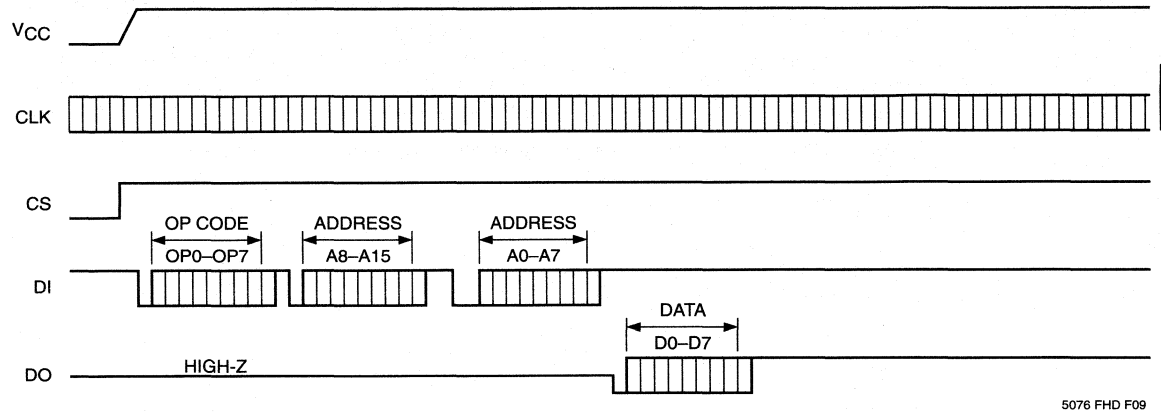 VCC
CLK
CS
OP CODE ADDRESS ADDRESS
OP0–OP7 A8–A15 A0–A7
DI
DATA
D0–D7
HIGH-Z
DO
5076 FHD F09